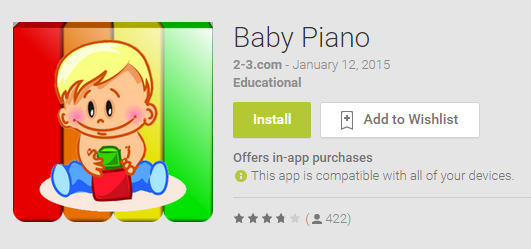 Baby Piano
2-3.com - January 12, 2015
Educational
Install
Add to Wishlist
Offers in-app purchases
This app is compatible with all of your devices.
(422)